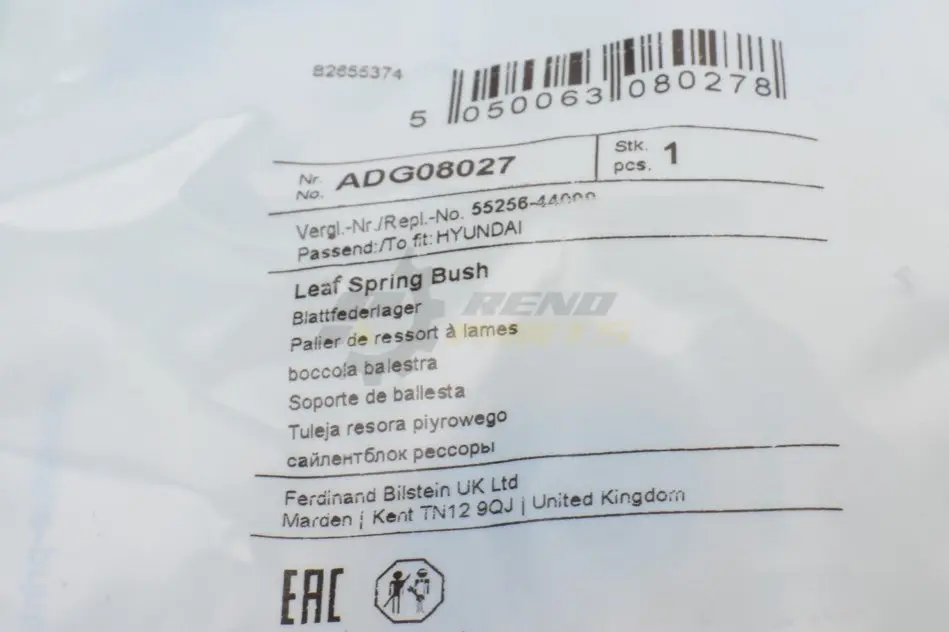 82655374
5 050063 080278
Nr.
No. ADG08027
Stk.
pcs. 1
Vergl.-Nr./Repl.-No. 55256-44000
Passend:/To fit: HYUNDAI
Leaf Spring Bush
Blattfederlager
Palier de ressort à lames
boccola balestra
Soporte de ballesta
Tuleja resora piyrowego
сайлентблок рессоры
REND
PARTS
Ferdinand Bilstein UK Ltd
Marden | Kent TN12 9QJ | United Kingdom
EAC